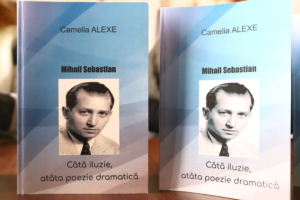 Camelia ALEXE
Mihail Sebastian
Câtă iluzie,
atâta poezie dramatică
Camelia ALEXE
Mihail Sebastian
Câtă iluzie,
atâta poezie dramatică